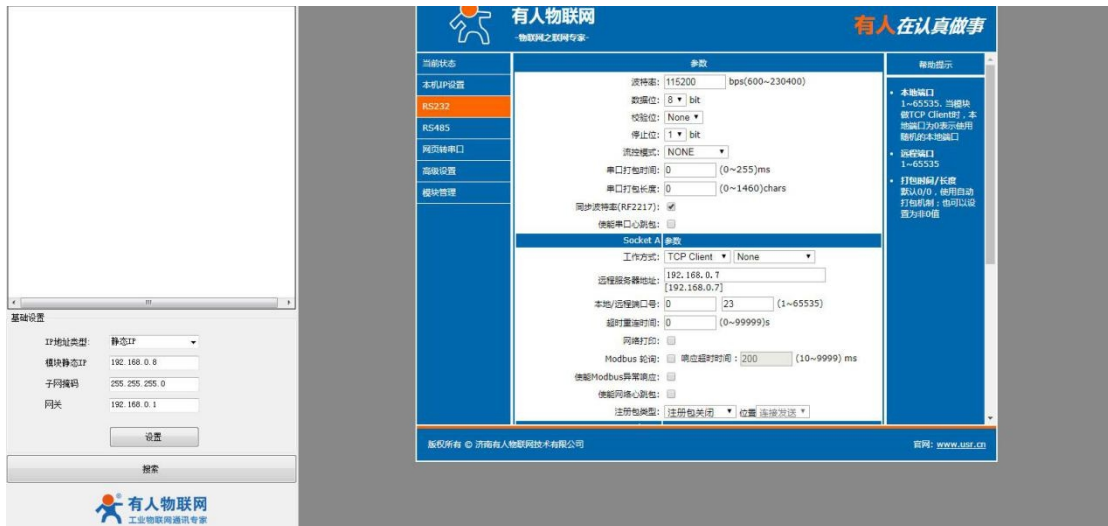 有人物联网
-物联网之联网专家-
有人在认真做事
当前状态
本机IP设置
RS232
RS485
网页转串口
高级设置
模块管理
参数
波特率: 115200 bps(600~230400)
数据位: 8 bit
校验位: None
停止位: 1 bit
流控模式: NONE
串口打包时间: 0 (0~255)ms
串口打包长度: 0 (0~1460)chars
同步波特率(RF2217):
使能串口心跳包:
Socket A 参数
工作方式: TCP Client None
远程服务器地址: 192.168.0.7
[192.168.0.7]
本地/远程端口号: 0 23 (1~65535)
超时重连时间: 0 (0~99999)s
网络打印:
Modbus 轮询: 响应超时时间: 200 (10~9999) ms
使能Modbus异常响应:
使能网络心跳包:
注册包类型: 注册包关闭 位置 连接发送
帮助提示
• 本地端口
1~65535. 当模块
做TCP Client时，本
地端口为0表示使用
随机的本地端口
• 远程端口
1~65535
• 打包时间/长度
默认0/0，使用自动
打包机制；也可以设
置为非0值
版权所有 © 济南有人物联网技术有限公司
官网: www.usr.cn
基础设置
IP地址类型: 静态IP
模块静态IP 192.168.0.8
子网掩码 255.255.255.0
网关 192.168.0.1
设置
搜索
有人物联网
工业物联网通讯专家